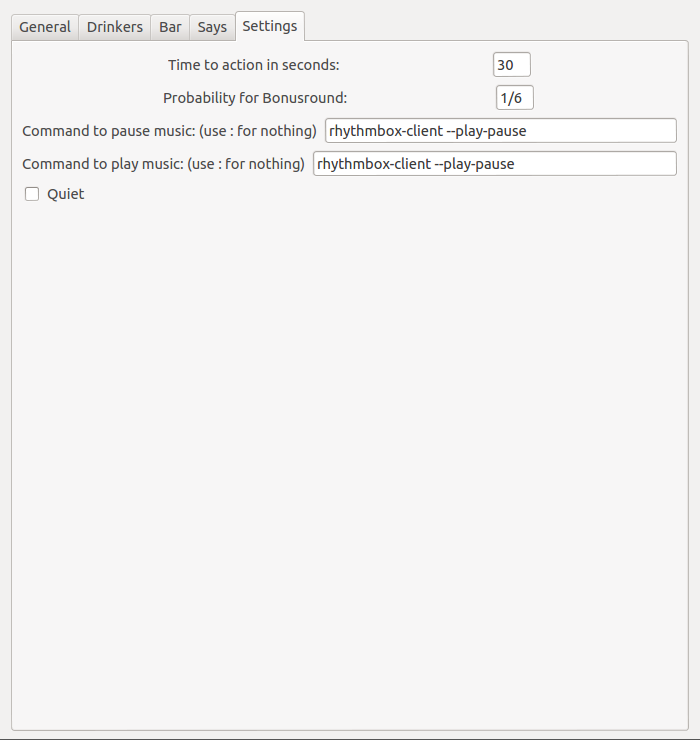 General Drinkers Bar Says Settings
Time to action in seconds: 30
Probability for Bonusround: 1/6
Command to pause music: (use : for nothing) rhythmbox-client --play-pause
Command to play music: (use : for nothing) rhythmbox-client --play-pause
Quiet